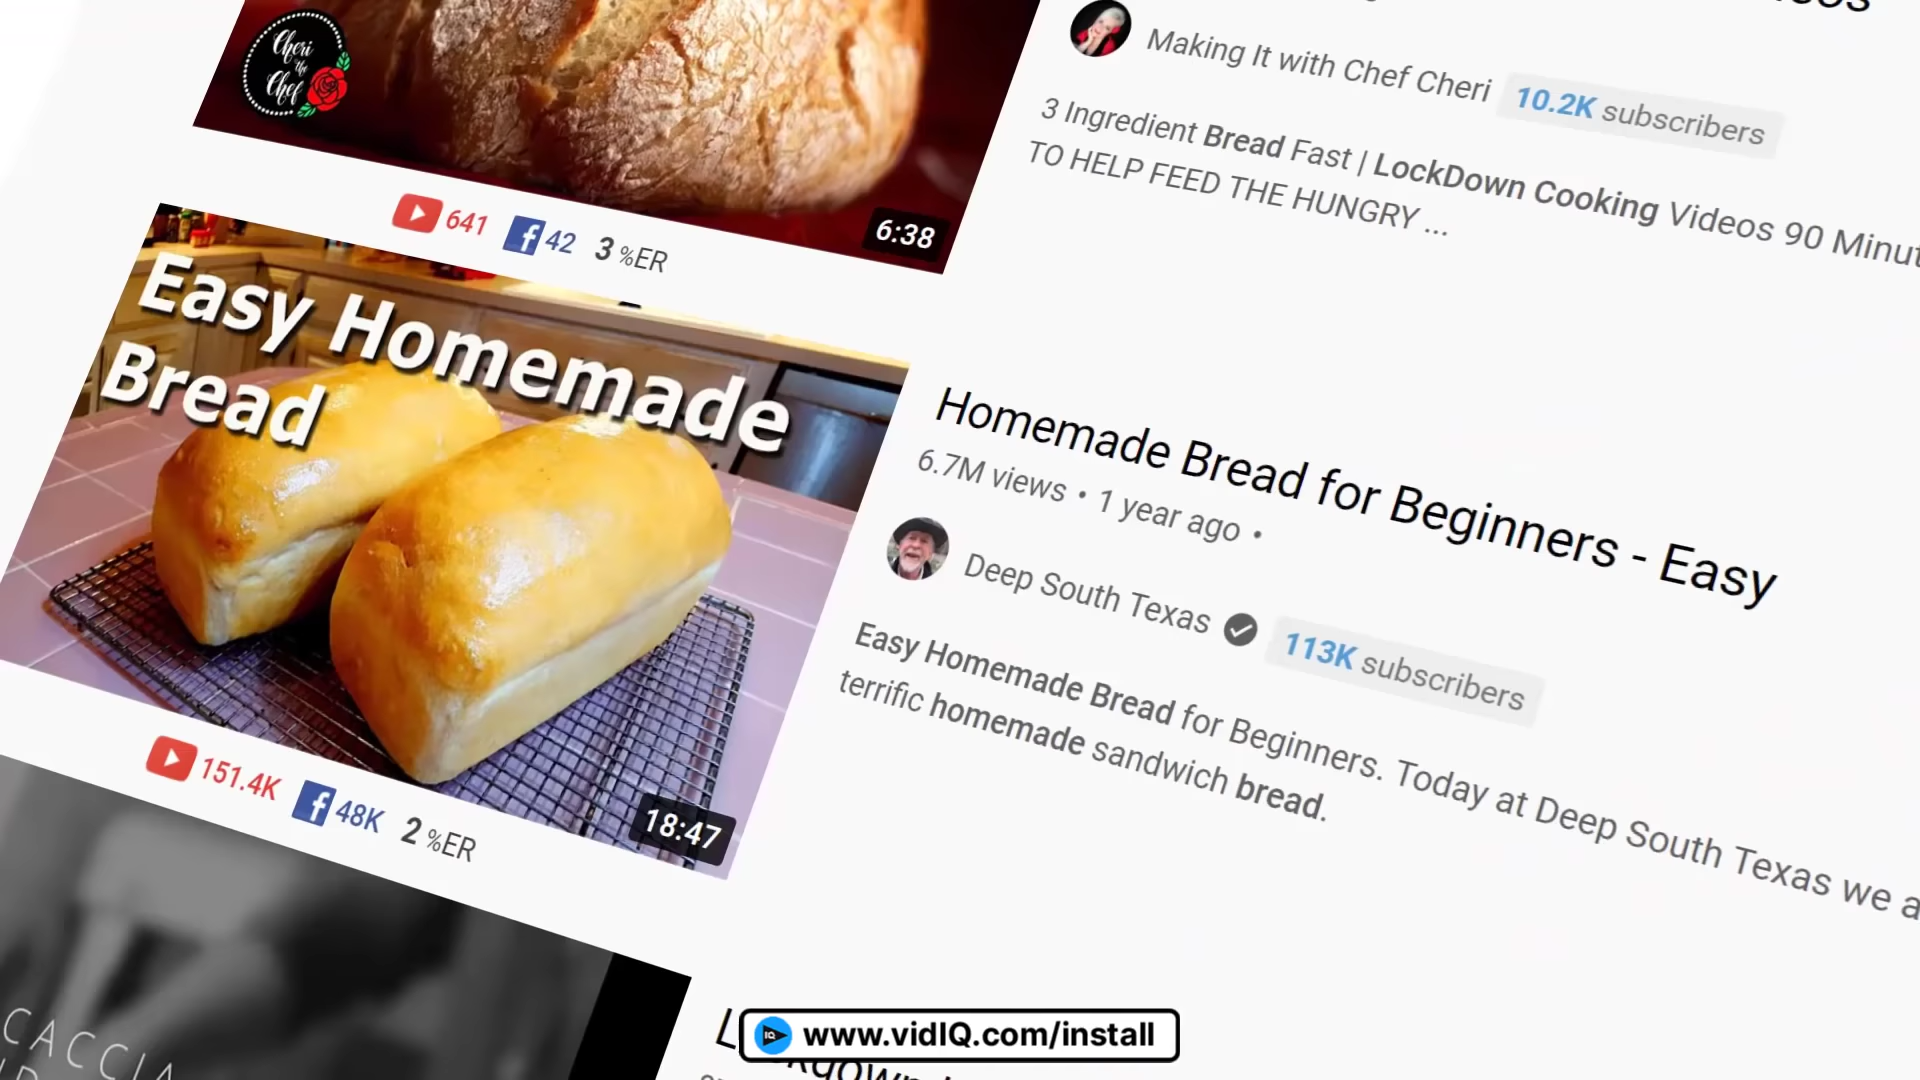 Cheri
the
Chef
6:38
641 42 3 %ER
Making It with Chef Cheri 10.2K subscribers
3 Ingredient Bread Fast | LockDown Cooking Videos 90 Minut
TO HELP FEED THE HUNGRY ...
Easy Homemade
Bread
18:47
151.4K 48K 2 %ER
Homemade Bread for Beginners - Easy
6.7M views • 1 year ago •
Deep South Texas 113K subscribers
Easy Homemade Bread for Beginners. Today at Deep South Texas we a
terrific homemade sandwich bread.
CACCIA
www.vidIQ.com/install